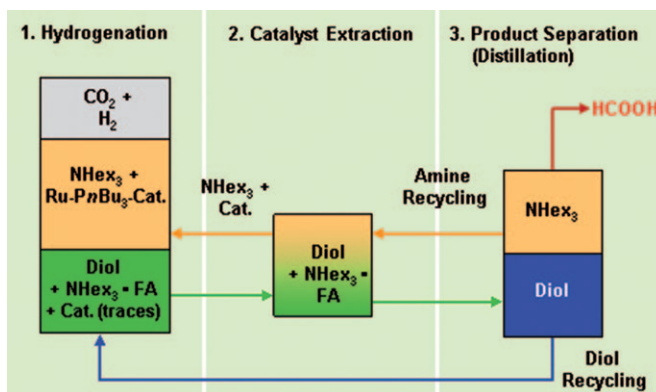 1. Hydrogenation
2. Catalyst Extraction
3. Product Separation
(Distillation)
CO₂ +
H₂
HCOOH
NHex₃ +
Ru-PnBu₃-Cat.
NHex₃ +
Cat.
Amine
Recycling
NHex₃
Diol
+ NHex₃ - FA
+ Cat. (traces)
Diol
+ NHex₃ -
FA
Diol
Diol
Recycling